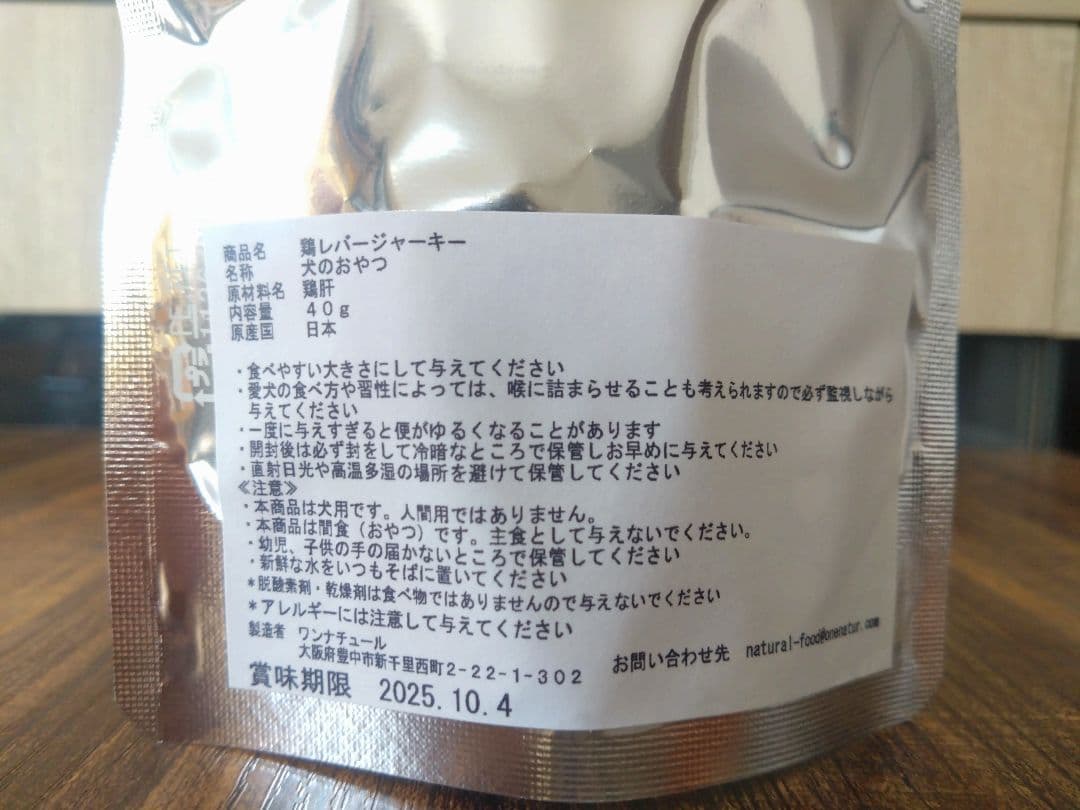 商品名 鶏レバージャーキー
名称 犬のおやつ
原材料名 鶏肝
内容量 40g
原産国 日本
・食べやすい大きさにして与えてください
・愛犬の食べ方や習性によっては、喉に詰まらせることも考えられますので必ず監視しながら
与えてください
・一度に与えすぎると便がゆるくなることがあります
・開封後は必ず封をして冷暗なところで保管しお早めに与えてください
・直射日光や高温多湿の場所を避けて保管してください
≪注意≫
・本商品は犬用です。人間用ではありません。
・本商品は間食（おやつ）です。主食として与えないでください。
・幼児、子供の手の届かないところで保管してください
・新鮮な水をいつもそばに置いてください
*脱酸素剤・乾燥剤は食べ物ではありませんので与えないでください
*アレルギーには注意して与えてください
製造者 ワンナチュール
大阪府豊中市新千里西町2-22-1-302 お問い合わせ先 natural-food@onenatur.com
賞味期限 2025.10.4